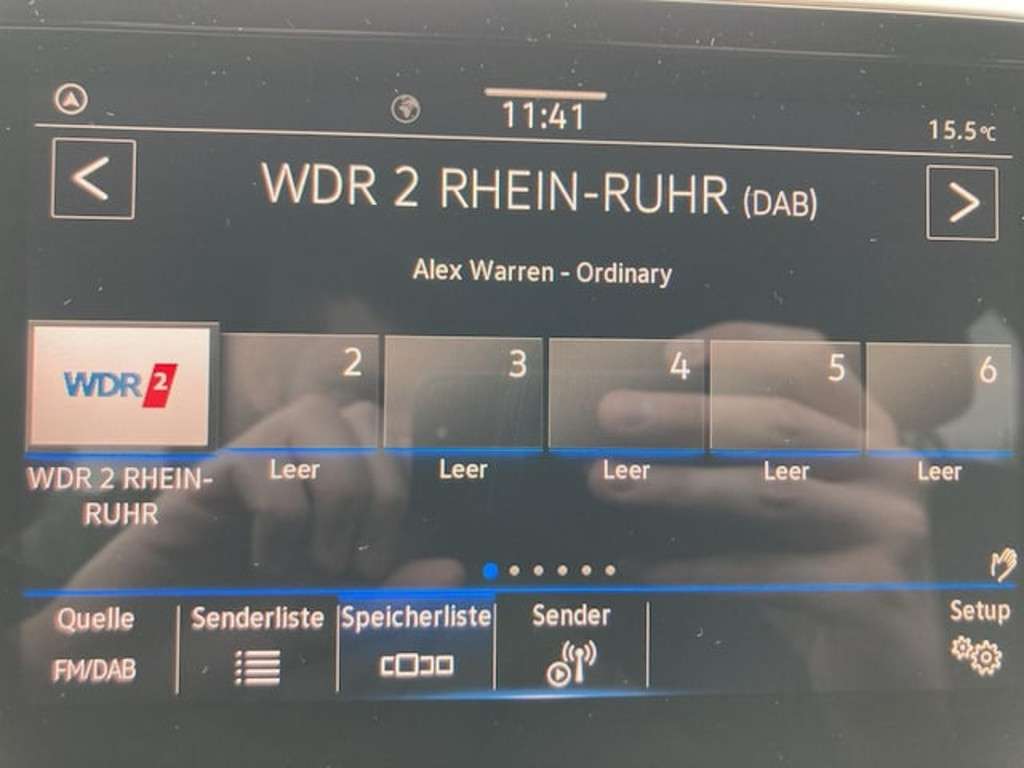 11:41
15.5°C
WDR 2 RHEIN-RUHR (DAB)
Alex Warren - Ordinary
WDR 2
2
3
4
5
6
WDR 2 RHEIN-
RUHR
Leer
Leer
Leer
Leer
Leer
Quelle
FM/DAB
Senderliste
Speicherliste
Sender
Setup